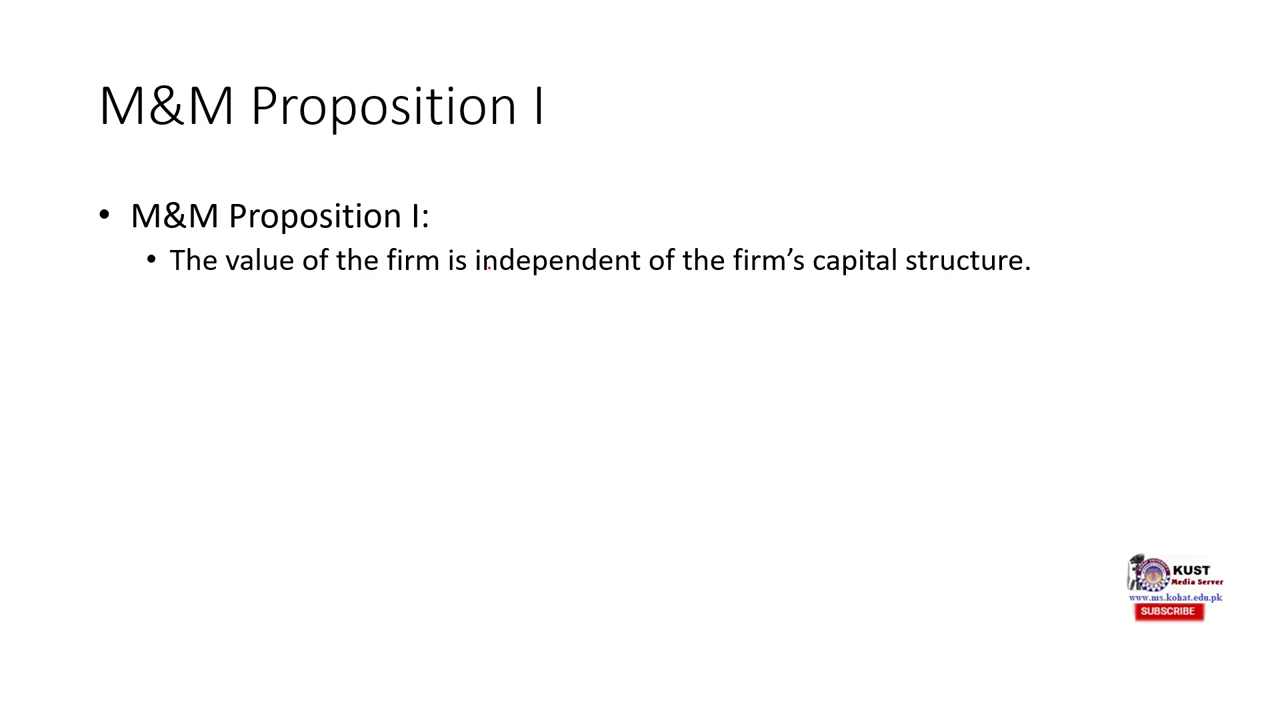 M&M Proposition I
• M&M Proposition I:
• The value of the firm is independent of the firm’s capital structure.
KUST
Media Server
www.ms.kohat.edu.pk
SUBSCRIBE